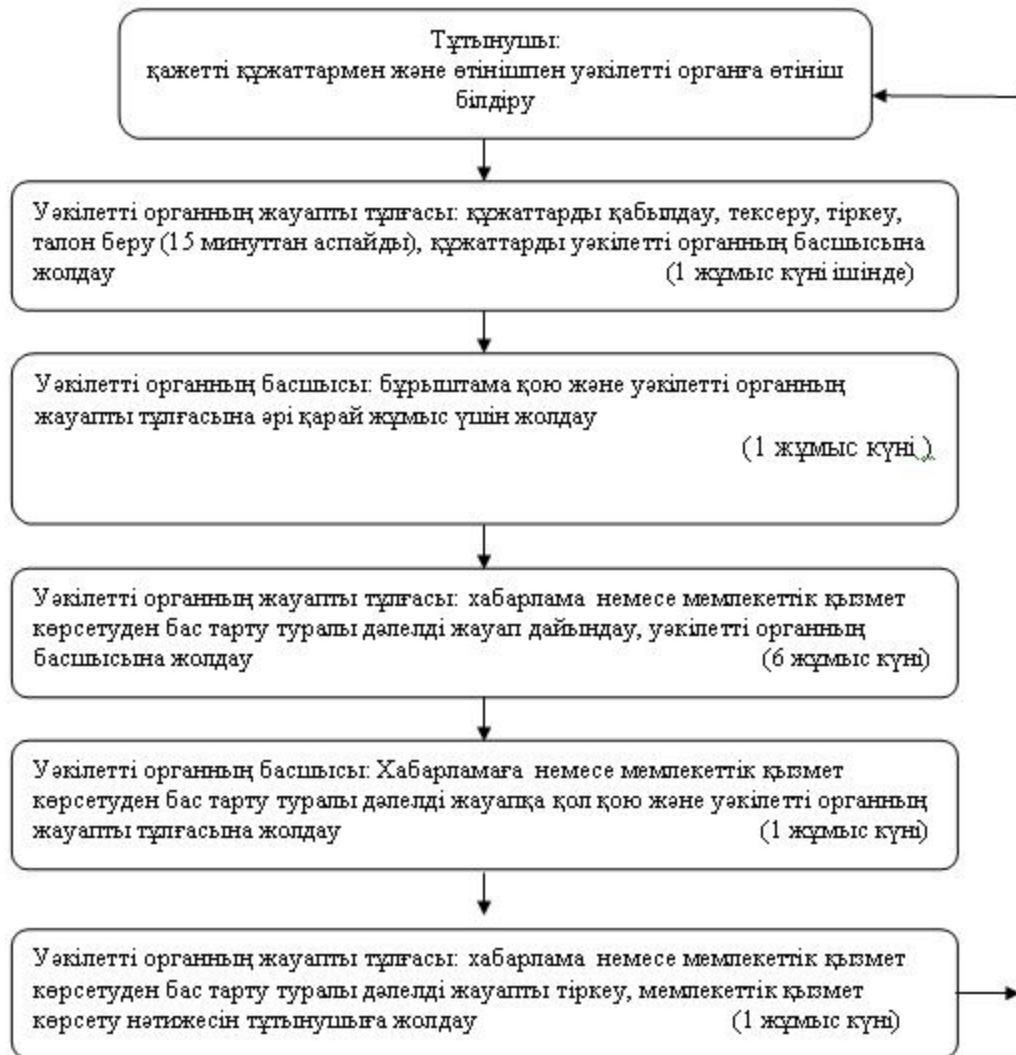 Тұтынушы:
қажетті құжаттармен және өтінішпен уәкілетті органға өтініш
білдіру
Уәкілетті органның жауапты тұлғасы: құжаттарды қабылдау, тексеру, тіркеу,
талон беру (15 минуттан аспайды), құжаттарды уәкілетті органның басшысына
жолдау (1 жұмыс күні ішінде)
Уәкілетті органның басшысы: бұрыштама қою және уәкілетті органның
жауапты тұлғасына әрі қарай жұмыс үшін жолдау
(1 жұмыс күні )
Уәкілетті органның жауапты тұлғасы: хабарлама немесе мемлекеттік қызмет
көрсетуден бас тарту туралы дәлелді жауап дайындау, уәкілетті органның
басшысына жолдау (6 жұмыс күні)
Уәкілетті органның басшысы: Хабарламаға немесе мемлекеттік қызмет
көрсетуден бас тарту туралы дәлелді жауапқа қол қою және уәкілетті органның
жауапты тұлғасына жолдау (1 жұмыс күні)
Уәкілетті органның жауапты тұлғасы: хабарлама немесе мемлекеттік қызмет
көрсетуден бас тарту туралы дәлелді жауапты тіркеу, мемлекеттік қызмет
көрсету нәтижесін тұтынушыға жолдау (1 жұмыс күні)